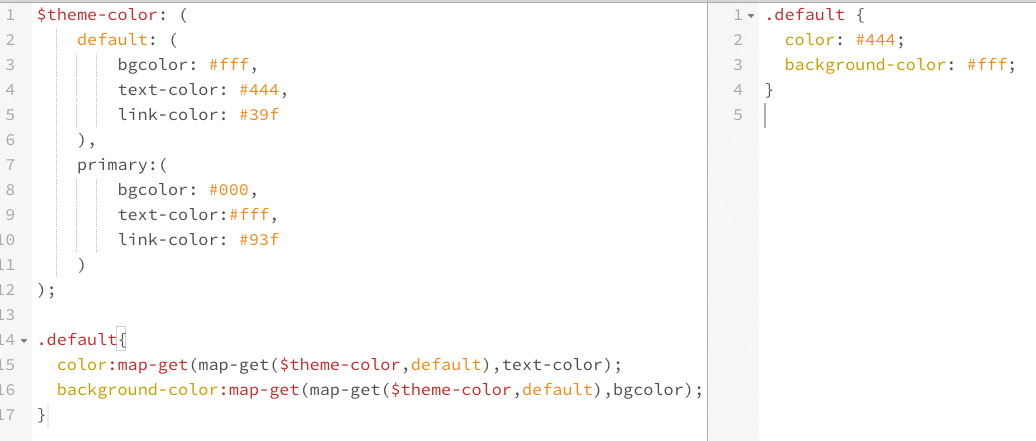 1 $theme-color: (
2 default: (
3 bgcolor: #fff,
4 text-color: #444,
5 link-color: #39f
6 ),
7 primary:(
8 bgcolor: #000,
9 text-color:#fff,
10 link-color: #93f
11 )
12 );
13
14 .default{
15 color:map-get(map-get($theme-color,default),text-color);
16 background-color:map-get(map-get($theme-color,default),bgcolor);
17 }
1 .default {
2 color: #444;
3 background-color: #fff;
4 }
5